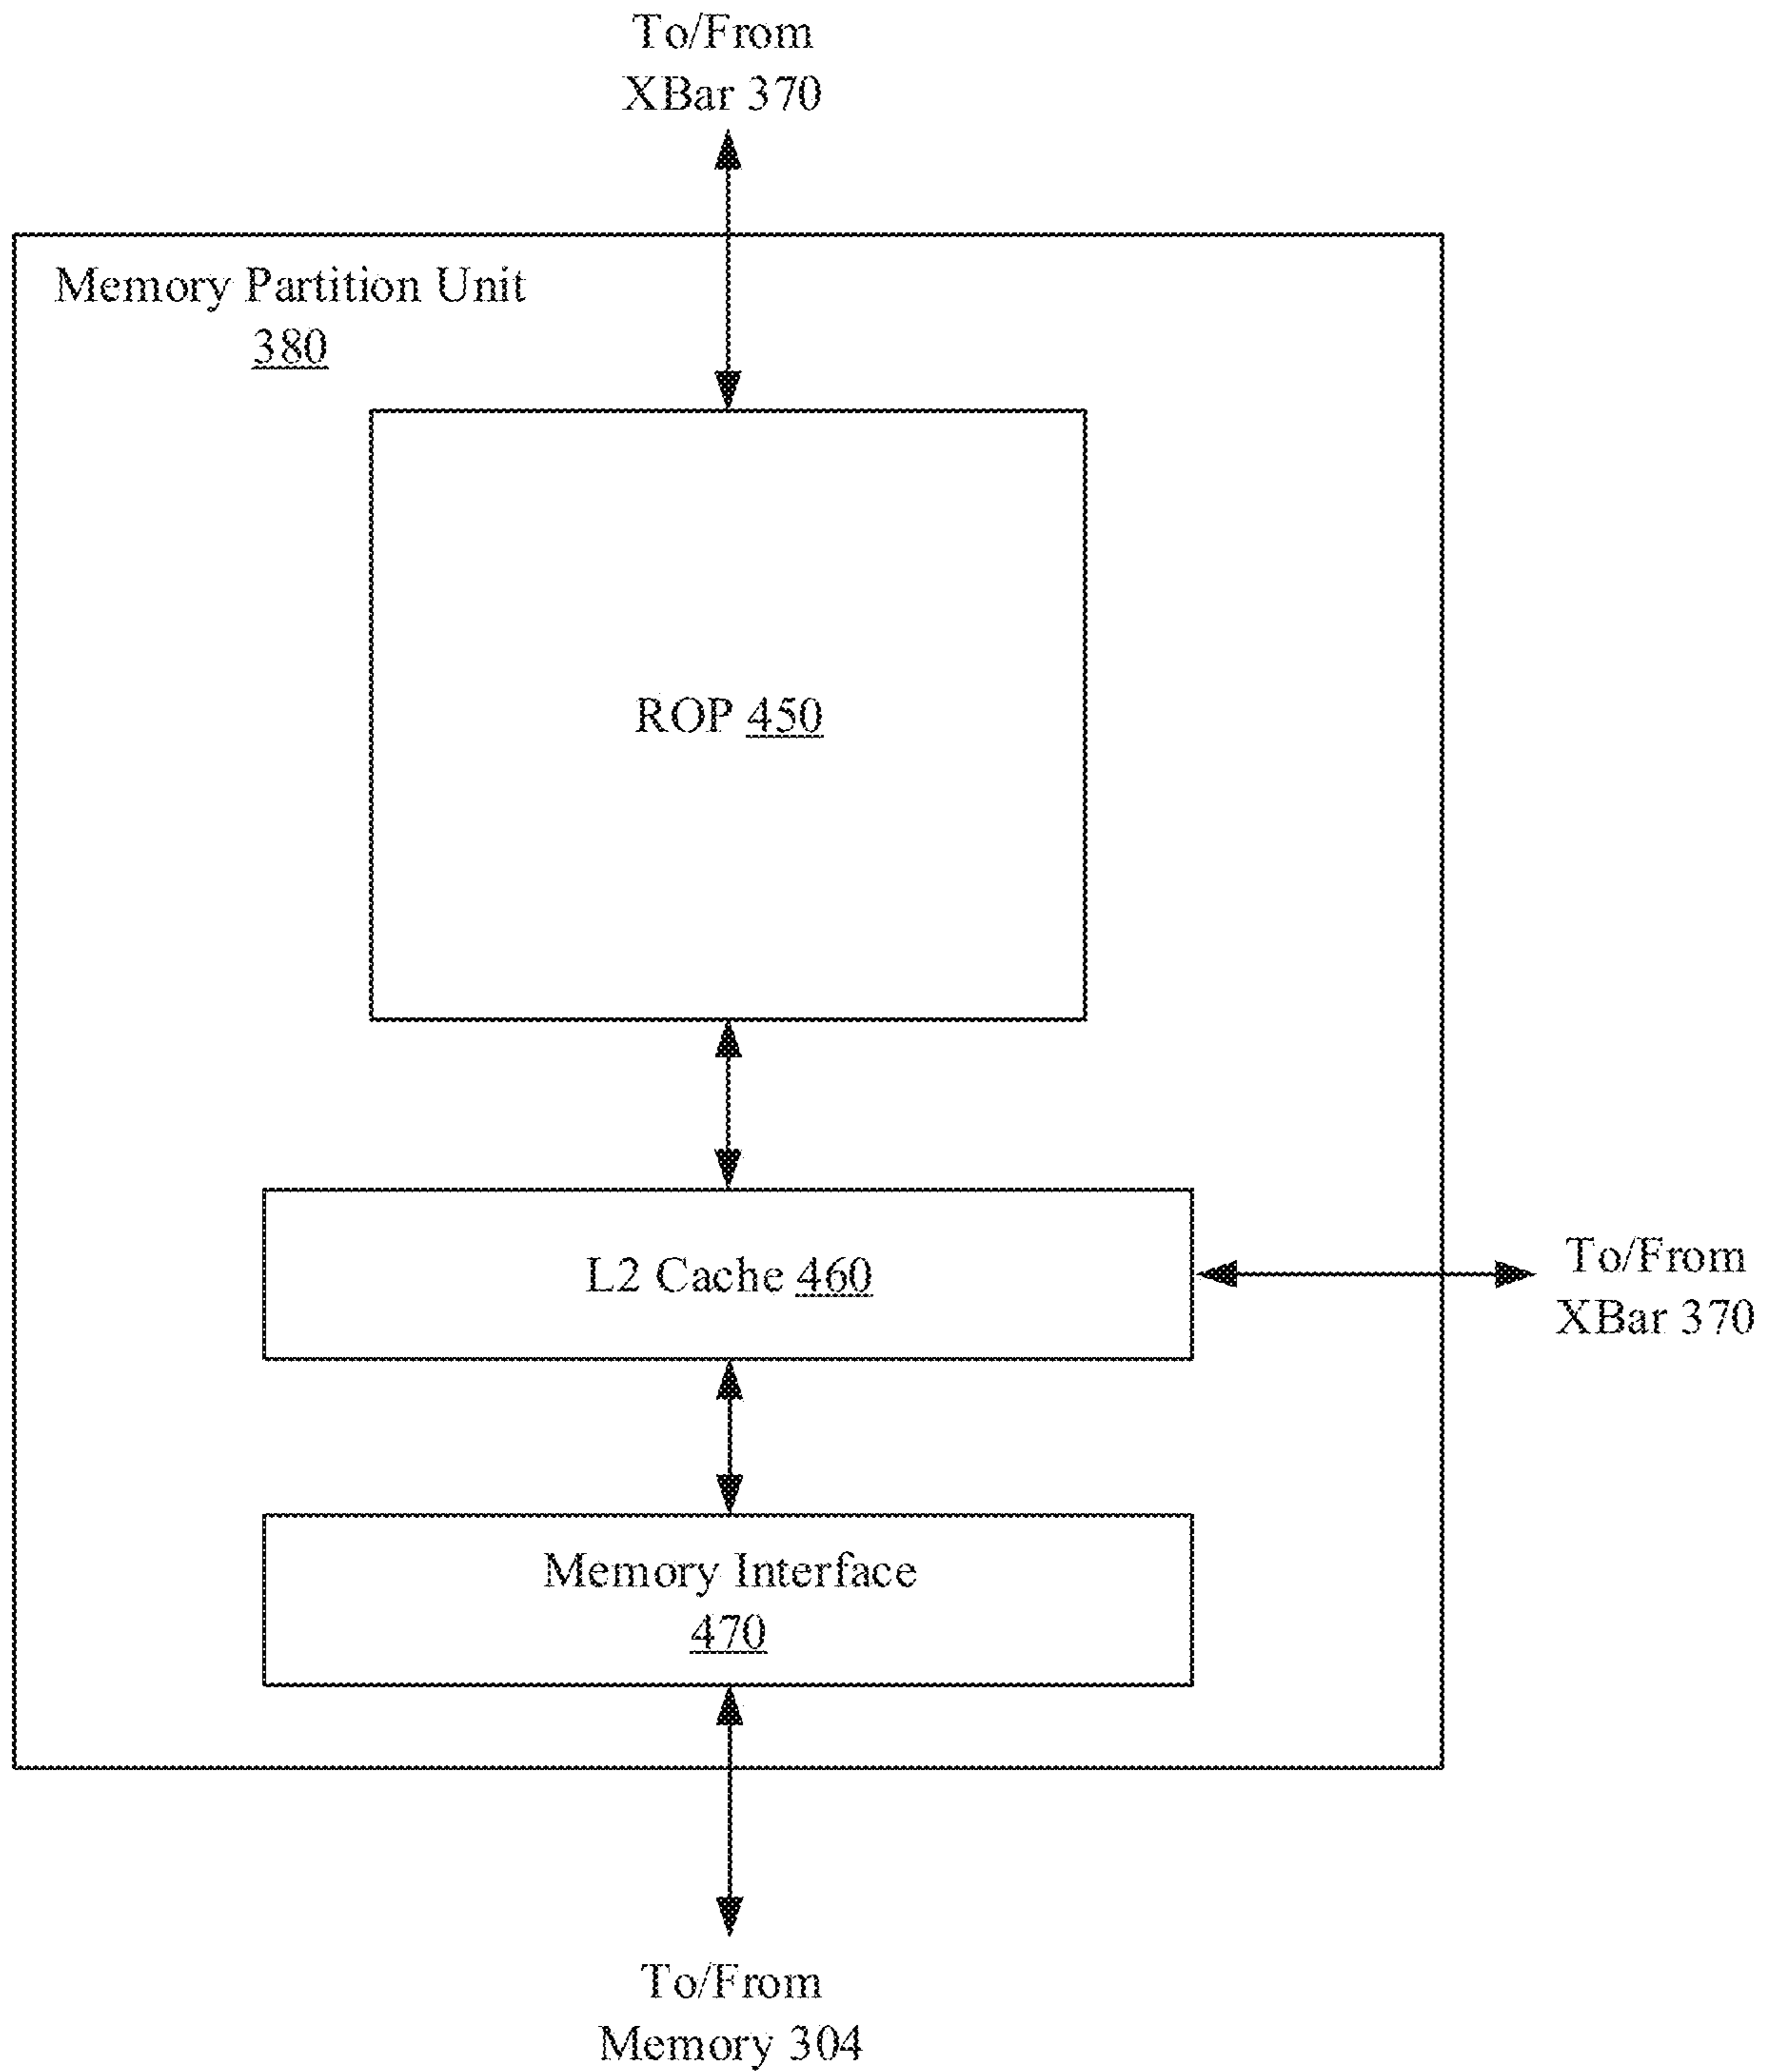 To/From
XBar 370
Memory Partition Unit
380
ROP 450
L2 Cache 460
To/From
XBar 370
Memory Interface
470
To/From
Memory 304